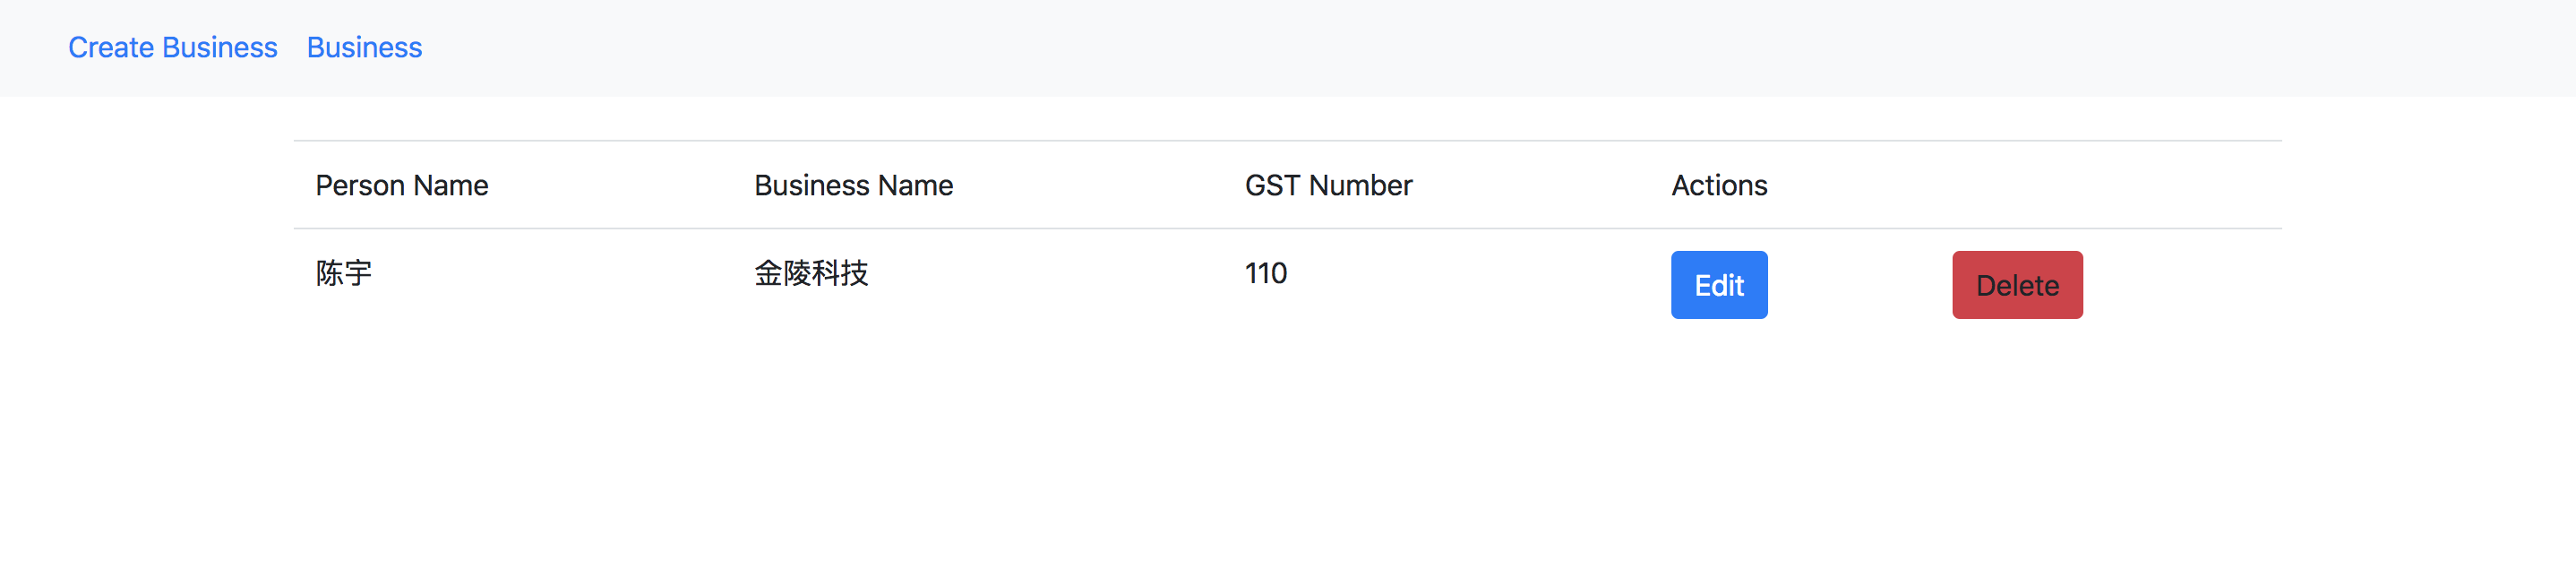 Create Business Business
Person Name Business Name GST Number Actions
陈宇 金陵科技 110 Edit Delete